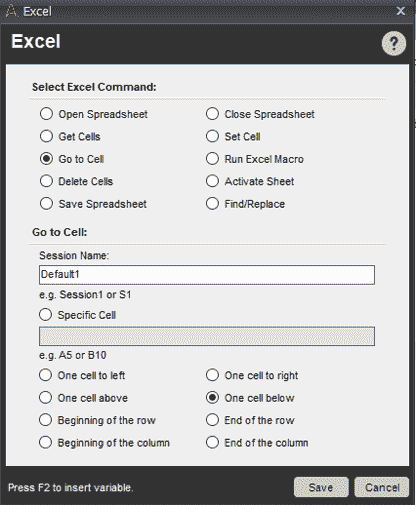 Excel
Excel
?
Select Excel Command:
Open Spreadsheet Close Spreadsheet
Get Cells Set Cell
Go to Cell Run Excel Macro
Delete Cells Activate Sheet
Save Spreadsheet Find/Replace
Go to Cell:
Session Name:
Default1
e.g. Session1 or S1
Specific Cell
e.g. A5 or B10
One cell to left One cell to right
One cell above One cell below
Beginning of the row End of the row
Beginning of the column End of the column
Press F2 to insert variable. Save Cancel